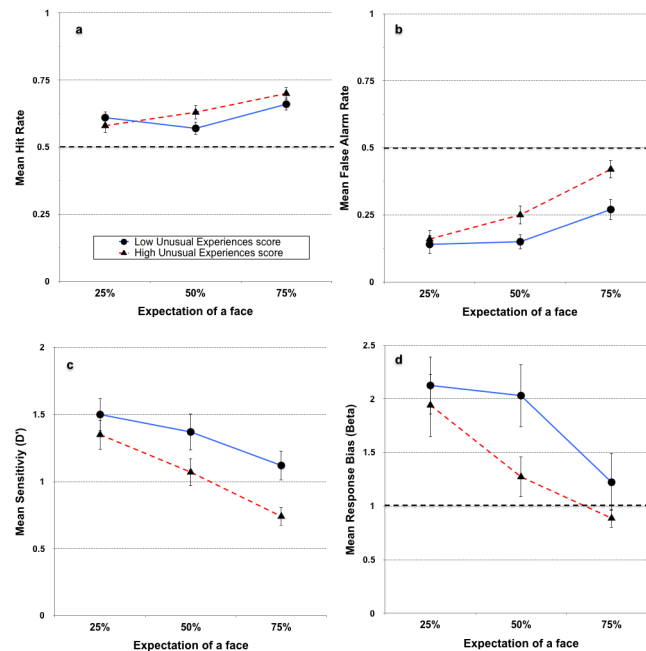 a
1
0.75
0.5
0.25
0
Mean Hit Rate
Low Unusual Experiences score
High Unusual Experiences score
25% 50% 75%
Expectation of a face
b
1
0.75
0.5
0.25
0
Mean False Alarm Rate
25% 50% 75%
Expectation of a face
c
2
1.5
1
0.5
0
Mean Sensitiviy (D')
25% 50% 75%
Expectation of a face
d
2.5
2
1.5
1
0.5
0
Mean Response Bias (Beta)
25% 50% 75%
Expectation of a face